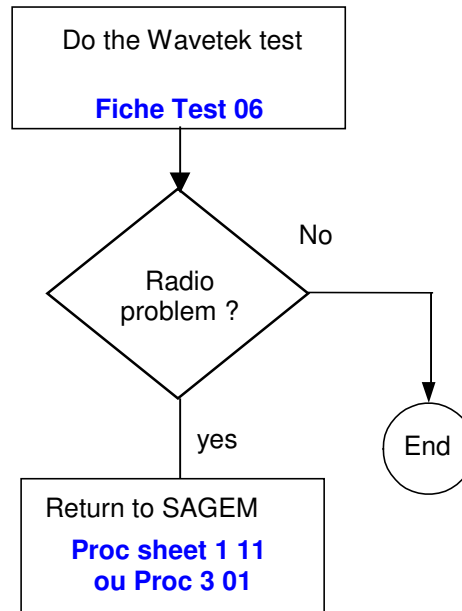 Do the Wavetek test
Fiche Test 06
No
Radio
problem ?
yes
End
Return to SAGEM
Proc sheet 1 11
ou Proc 3 01